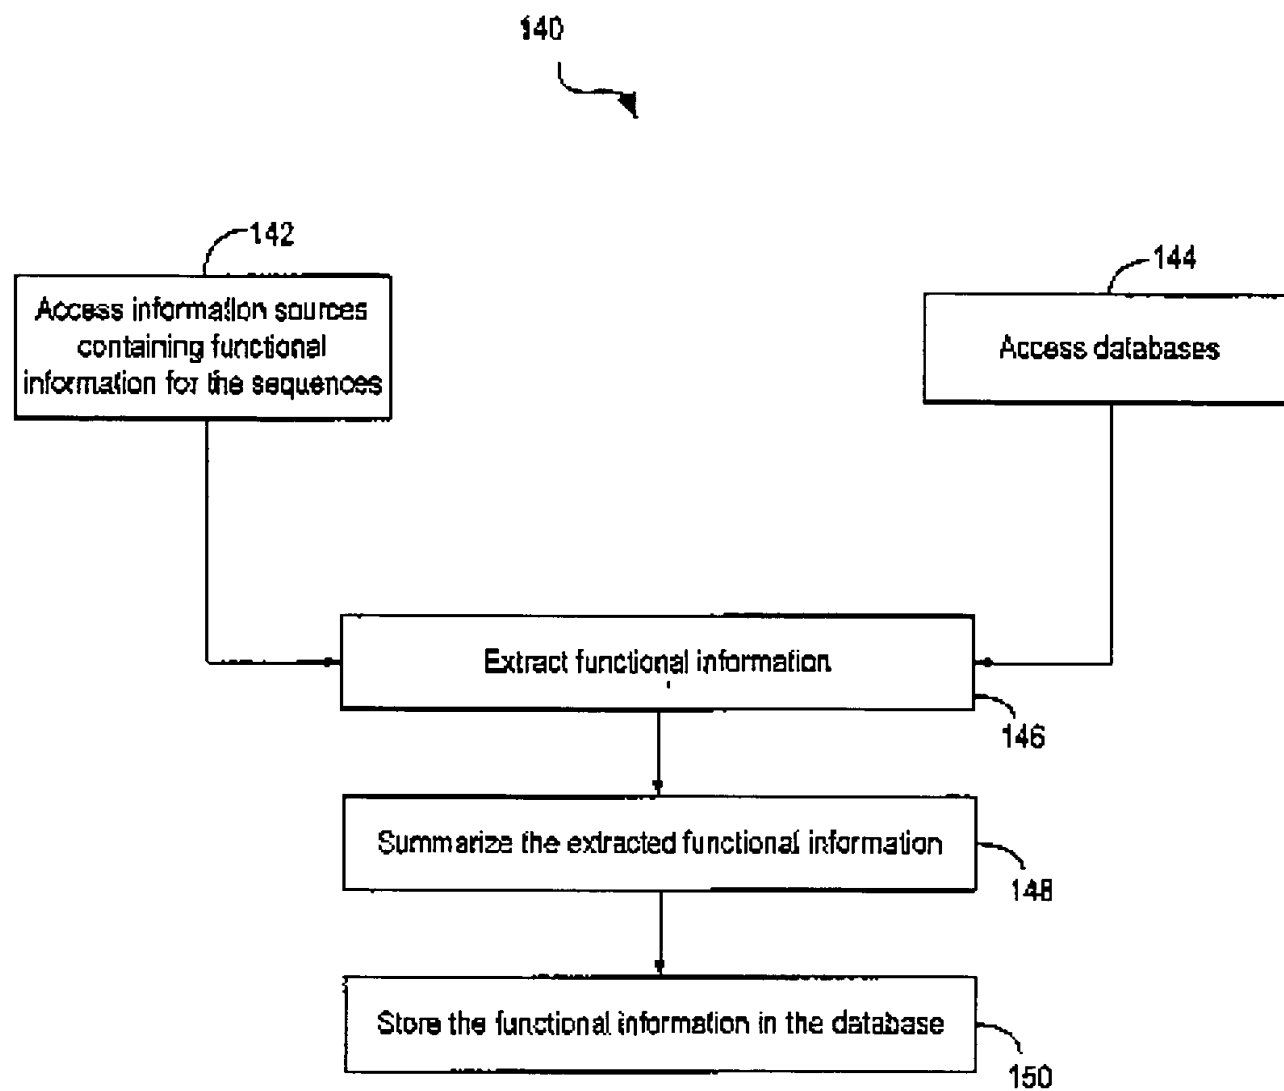 140
142
Access information sources
containing functional
information for the sequences
144
Access databases
Extract functional information
146
Summarize the extracted functional information
148
Store the functional information in the database
150